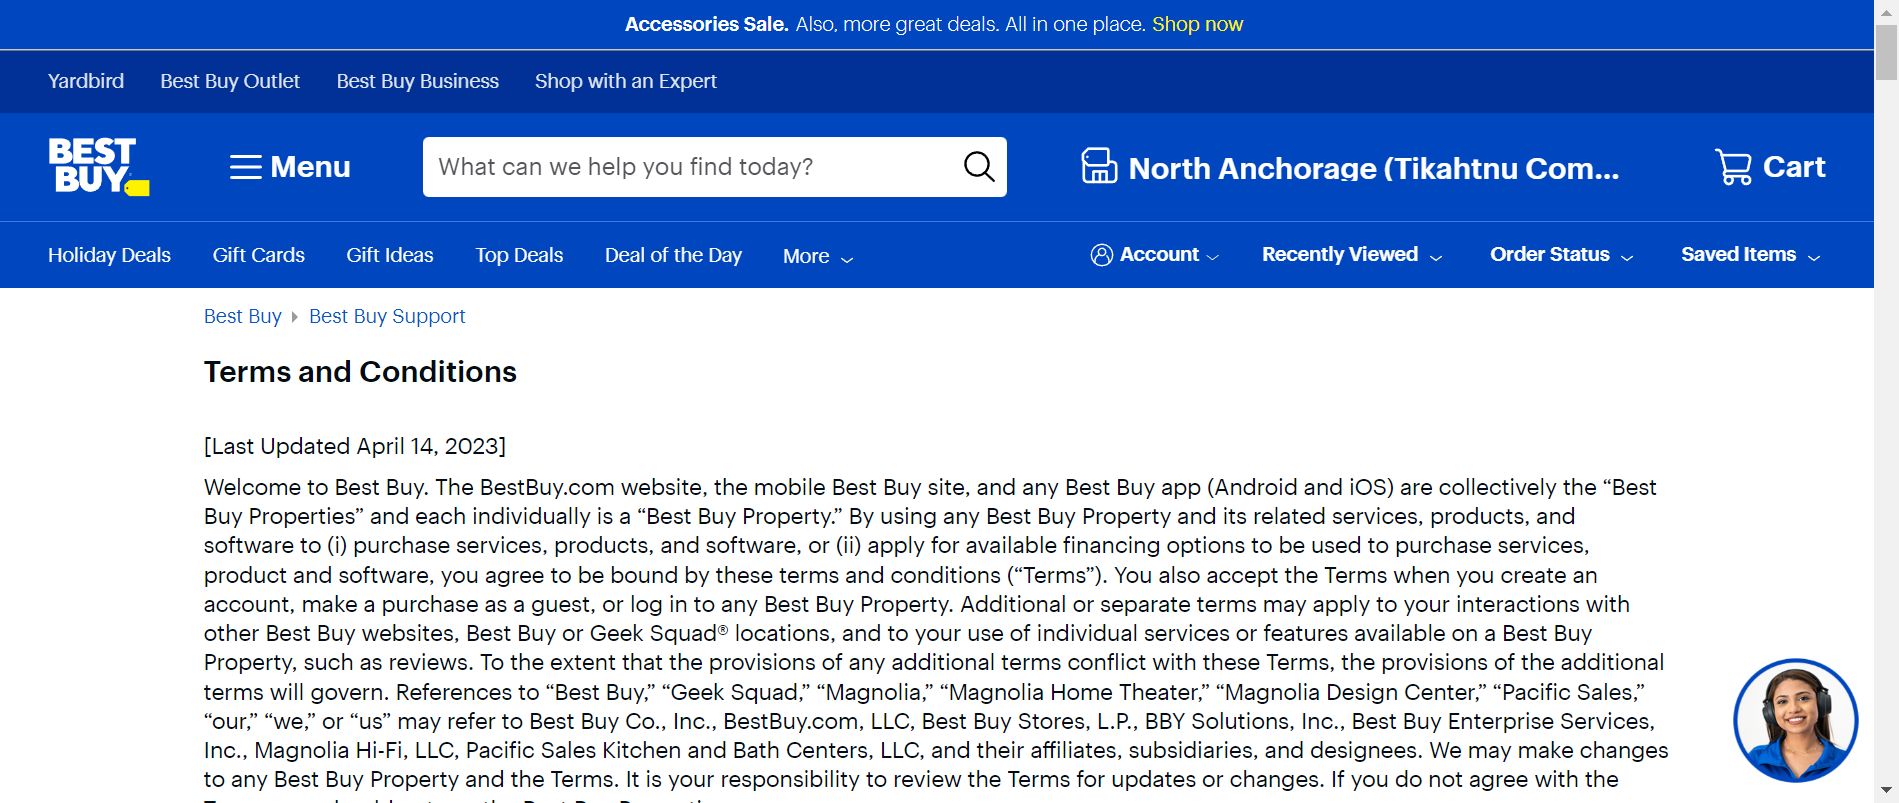 Accessories Sale. Also, more great deals. All in one place. Shop now
Yardbird Best Buy Outlet Best Buy Business Shop with an Expert
BEST BUY
Menu
What can we help you find today?
North Anchorage (Tikahtnu Com...
Cart
Holiday Deals Gift Cards Gift Ideas Top Deals Deal of the Day More Account Recently Viewed Order Status Saved Items
Best Buy Best Buy Support
Terms and Conditions
[Last Updated April 14, 2023]
Welcome to Best Buy. The BestBuy.com website, the mobile Best Buy site, and any Best Buy app (Android and iOS) are collectively the “Best
Buy Properties” and each individually is a “Best Buy Property.” By using any Best Buy Property and its related services, products, and
software to (i) purchase services, products, and software, or (ii) apply for available financing options to be used to purchase services,
product and software, you agree to be bound by these terms and conditions (“Terms”). You also accept the Terms when you create an
account, make a purchase as a guest, or log in to any Best Buy Property. Additional or separate terms may apply to your interactions with
other Best Buy websites, Best Buy or Geek Squad® locations, and to your use of individual services or features available on a Best Buy
Property, such as reviews. To the extent that the provisions of any additional terms conflict with these Terms, the provisions of the additional
terms will govern. References to “Best Buy,” “Geek Squad,” “Magnolia,” “Magnolia Home Theater,” “Magnolia Design Center,” “Pacific Sales,”
“our,” “we,” or “us” may refer to Best Buy Co., Inc., BestBuy.com, LLC, Best Buy Stores, L.P., BBY Solutions, Inc., Best Buy Enterprise Services,
Inc., Magnolia Hi-Fi, LLC, Pacific Sales Kitchen and Bath Centers, LLC, and their affiliates, subsidiaries, and designees. We may make changes
to any Best Buy Property and the Terms. It is your responsibility to review the Terms for updates or changes. If you do not agree with the